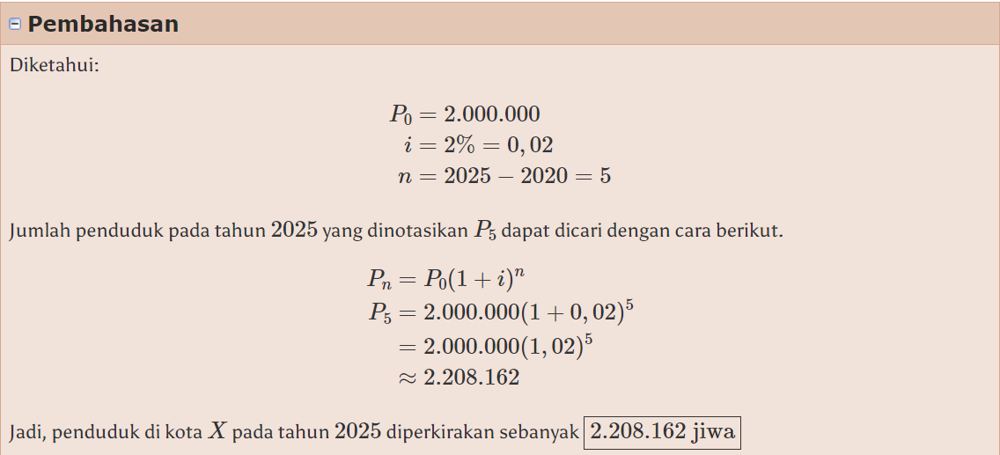 Pembahasan
Diketahui:
P₀ = 2.000.000
i = 2% = 0, 02
n = 2025 − 2020 = 5
Jumlah penduduk pada tahun 2025 yang dinotasikan P₅ dapat dicari dengan cara berikut.
Pₙ = P₀(1 + i)ⁿ
P₅ = 2.000.000(1 + 0, 02)⁵
= 2.000.000(1, 02)⁵
≈ 2.208.162
Jadi, penduduk di kota X pada tahun 2025 diperkirakan sebanyak 2.208.162 jiwa